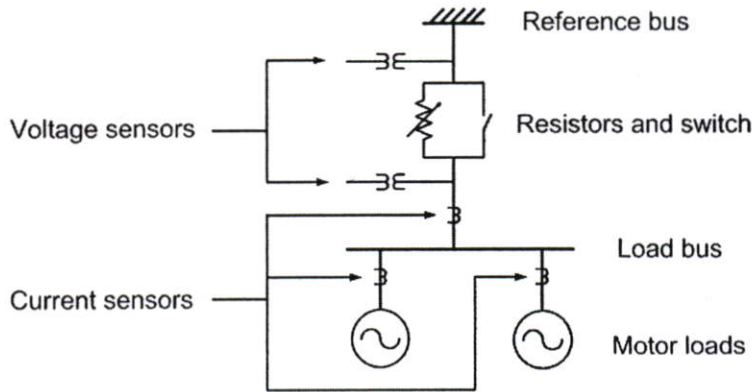 Reference bus
Voltage sensors
Resistors and switch
Load bus
Current sensors
Motor loads